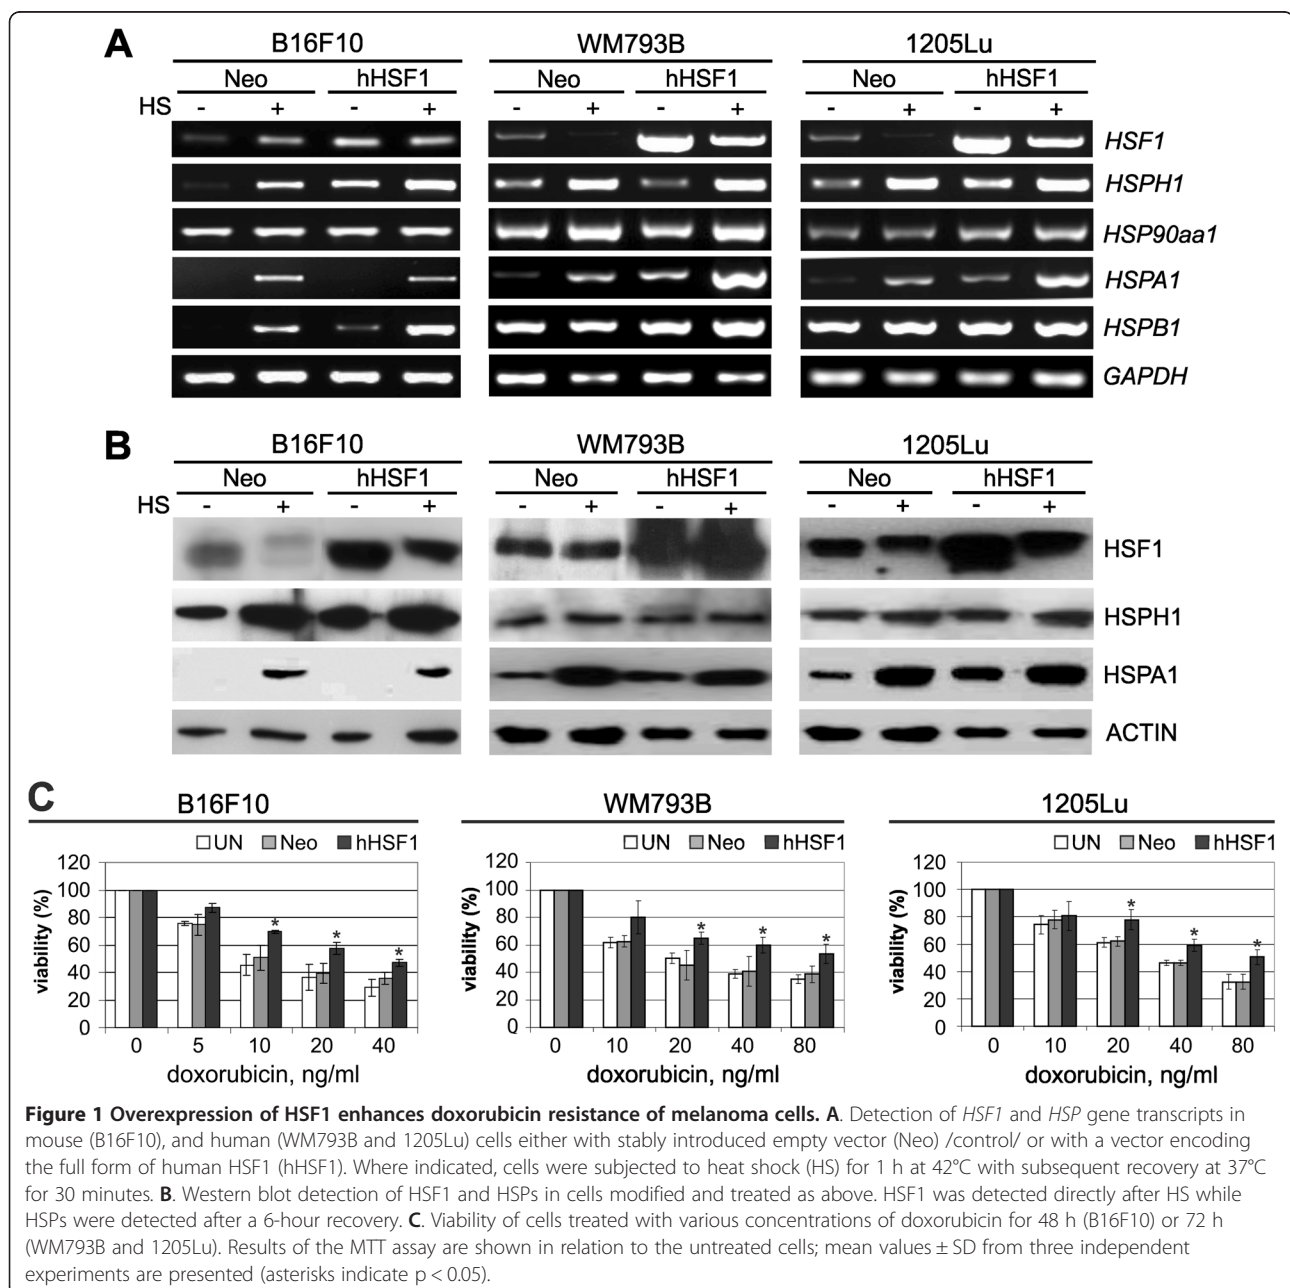 A
B16F10 WM793B 1205Lu
Neo hHSF1 Neo hHSF1 Neo hHSF1
HS - + - + - + - + - + - +
HSF1
HSPH1
HSP90aa1
HSPA1
HSPB1
GAPDH
B
B16F10 WM793B 1205Lu
Neo hHSF1 Neo hHSF1 Neo hHSF1
HS - + - + - + - + - + - +
HSF1
HSPH1
HSPA1
ACTIN
C
B16F10
UN Neo hHSF1
viability (%)
120
100
80
60
40
20
0
* * *
0 5 10 20 40
doxorubicin, ng/ml
WM793B
UN Neo hHSF1
viability (%)
120
100
80
60
40
20
0
* * *
0 10 20 40 80
doxorubicin, ng/ml
1205Lu
UN Neo hHSF1
viability (%)
120
100
80
60
40
20
0
* * *
0 10 20 40 80
doxorubicin, ng/ml
Figure 1 Overexpression of HSF1 enhances doxorubicin resistance of melanoma cells. A. Detection of HSF1 and HSP gene transcripts in
mouse (B16F10), and human (WM793B and 1205Lu) cells either with stably introduced empty vector (Neo) /control/ or with a vector encoding
the full form of human HSF1 (hHSF1). Where indicated, cells were subjected to heat shock (HS) for 1 h at 42°C with subsequent recovery at 37°C
for 30 minutes. B. Western blot detection of HSF1 and HSPs in cells modified and treated as above. HSF1 was detected directly after HS while
HSPs were detected after a 6-hour recovery. C. Viability of cells treated with various concentrations of doxorubicin for 48 h (B16F10) or 72 h
(WM793B and 1205Lu). Results of the MTT assay are shown in relation to the untreated cells; mean values ± SD from three independent
experiments are presented (asterisks indicate p < 0.05).